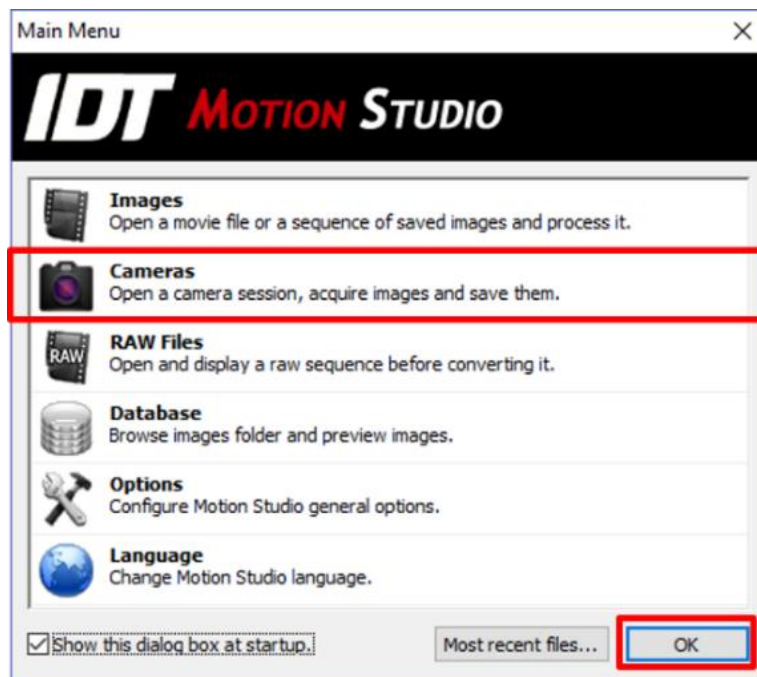 Main Menu
IDT MOTION STUDIO
Images
Open a movie file or a sequence of saved images and process it.
Cameras
Open a camera session, acquire images and save them.
RAW
RAW Files
Open and display a raw sequence before converting it.
Database
Browse images folder and preview images.
Options
Configure Motion Studio general options.
Language
Change Motion Studio language.
Show this dialog box at startup.
Most recent files...
OK